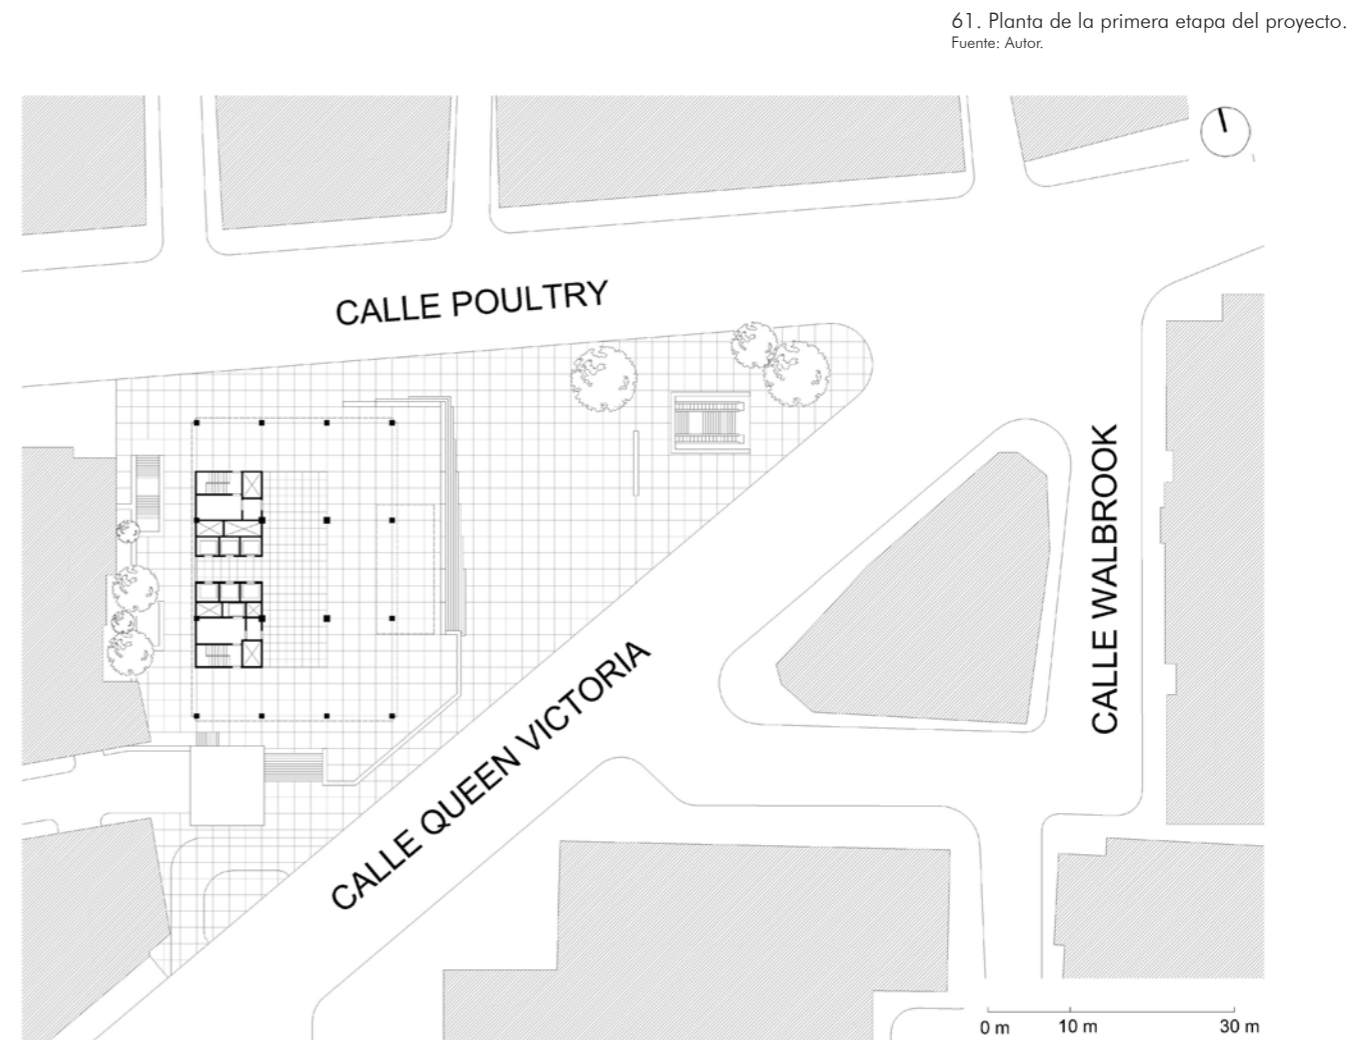 61. Planta de la primera etapa del proyecto.
Fuente: Autor.
CALLE POULTRY
CALLE WALBROOK
CALLE QUEEN VICTORIA
0 m 10 m 30 m